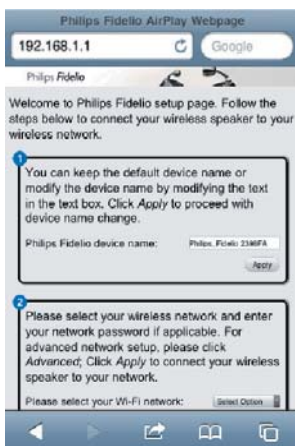 Philips Fidelio AirPlay Webpage
192.168.1.1
Google
Philips Fidelio
Welcome to Philips Fidelio setup page. Follow the
steps below to connect your wireless speaker to your
wireless network.
1
You can keep the default device name or
modify the device name by modifying the text
in the text box. Click Apply to proceed with
device name change.
Philips Fidelio device name: Philips_Fidelio 2396FA
Apply
2
Please select your wireless network and enter
your network password if applicable. For
advanced network setup, please click
Advanced; Click Apply to connect your wireless
speaker to your network.
Please select your Wi-Fi network: Select Option